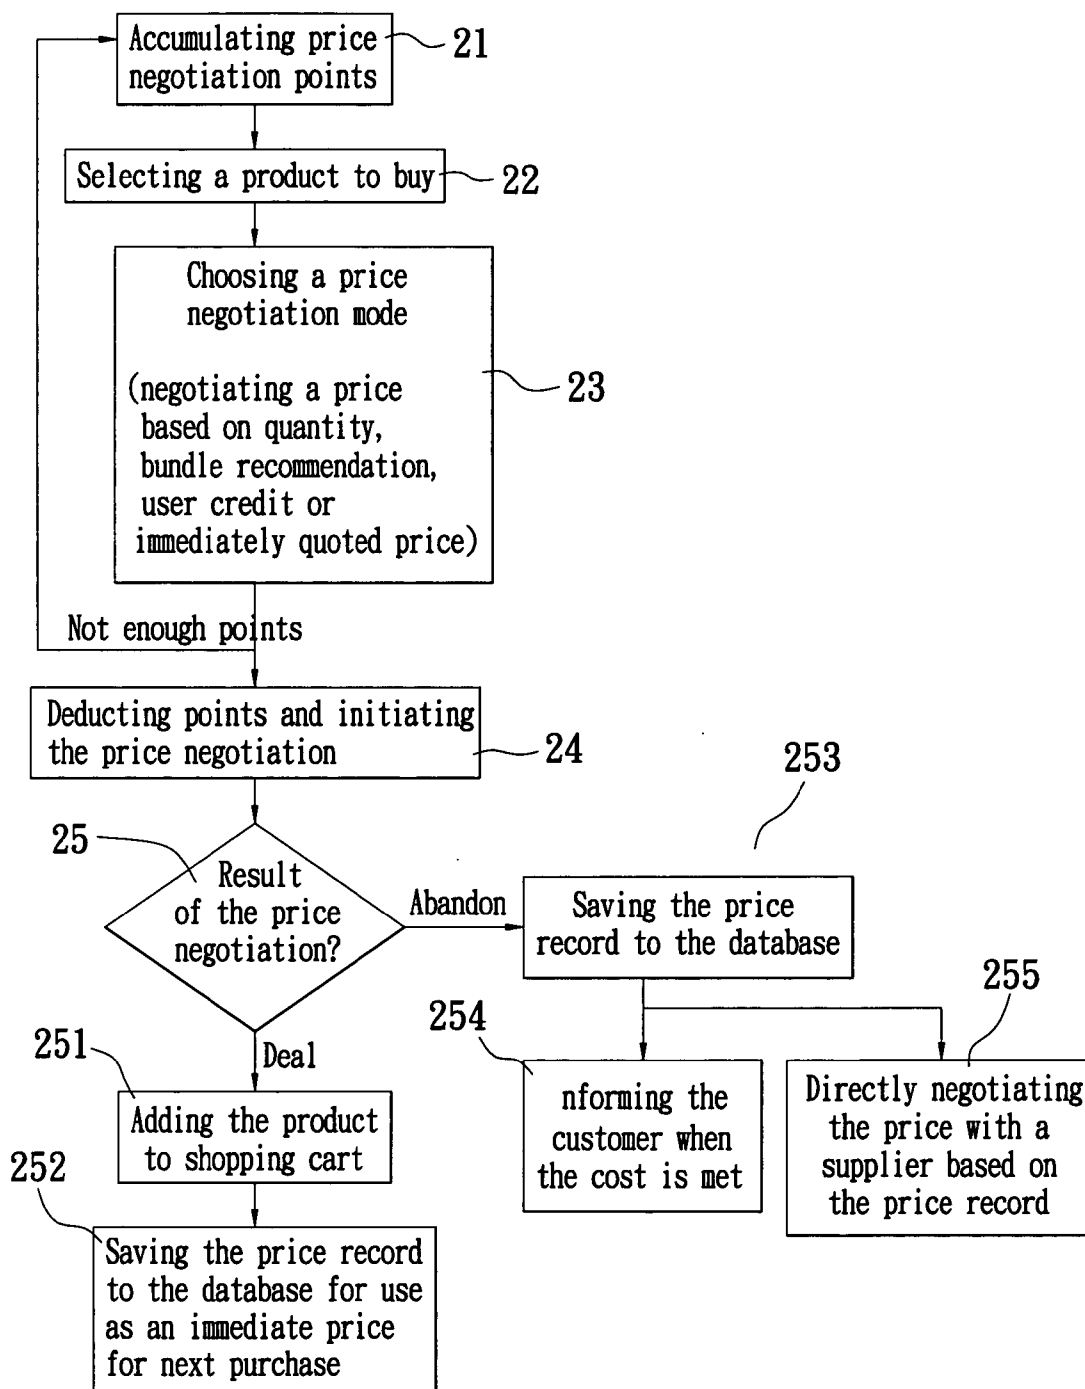 Accumulating price
negotiation points
21
Selecting a product to buy
22
Choosing a price
negotiation mode
(negotiating a price
based on quantity,
bundle recommendation,
user credit or
immediately quoted price)
23
Not enough points
Deducting points and initiating
the price negotiation
24
25
Result
of the price
negotiation?
Abandon
253
Saving the price
record to the database
Deal
251
Adding the product
to shopping cart
252
Saving the price record
to the database for use
as an immediate price
for next purchase
254
nforming the
customer when
the cost is met
255
Directly negotiating
the price with a
supplier based on
the price record